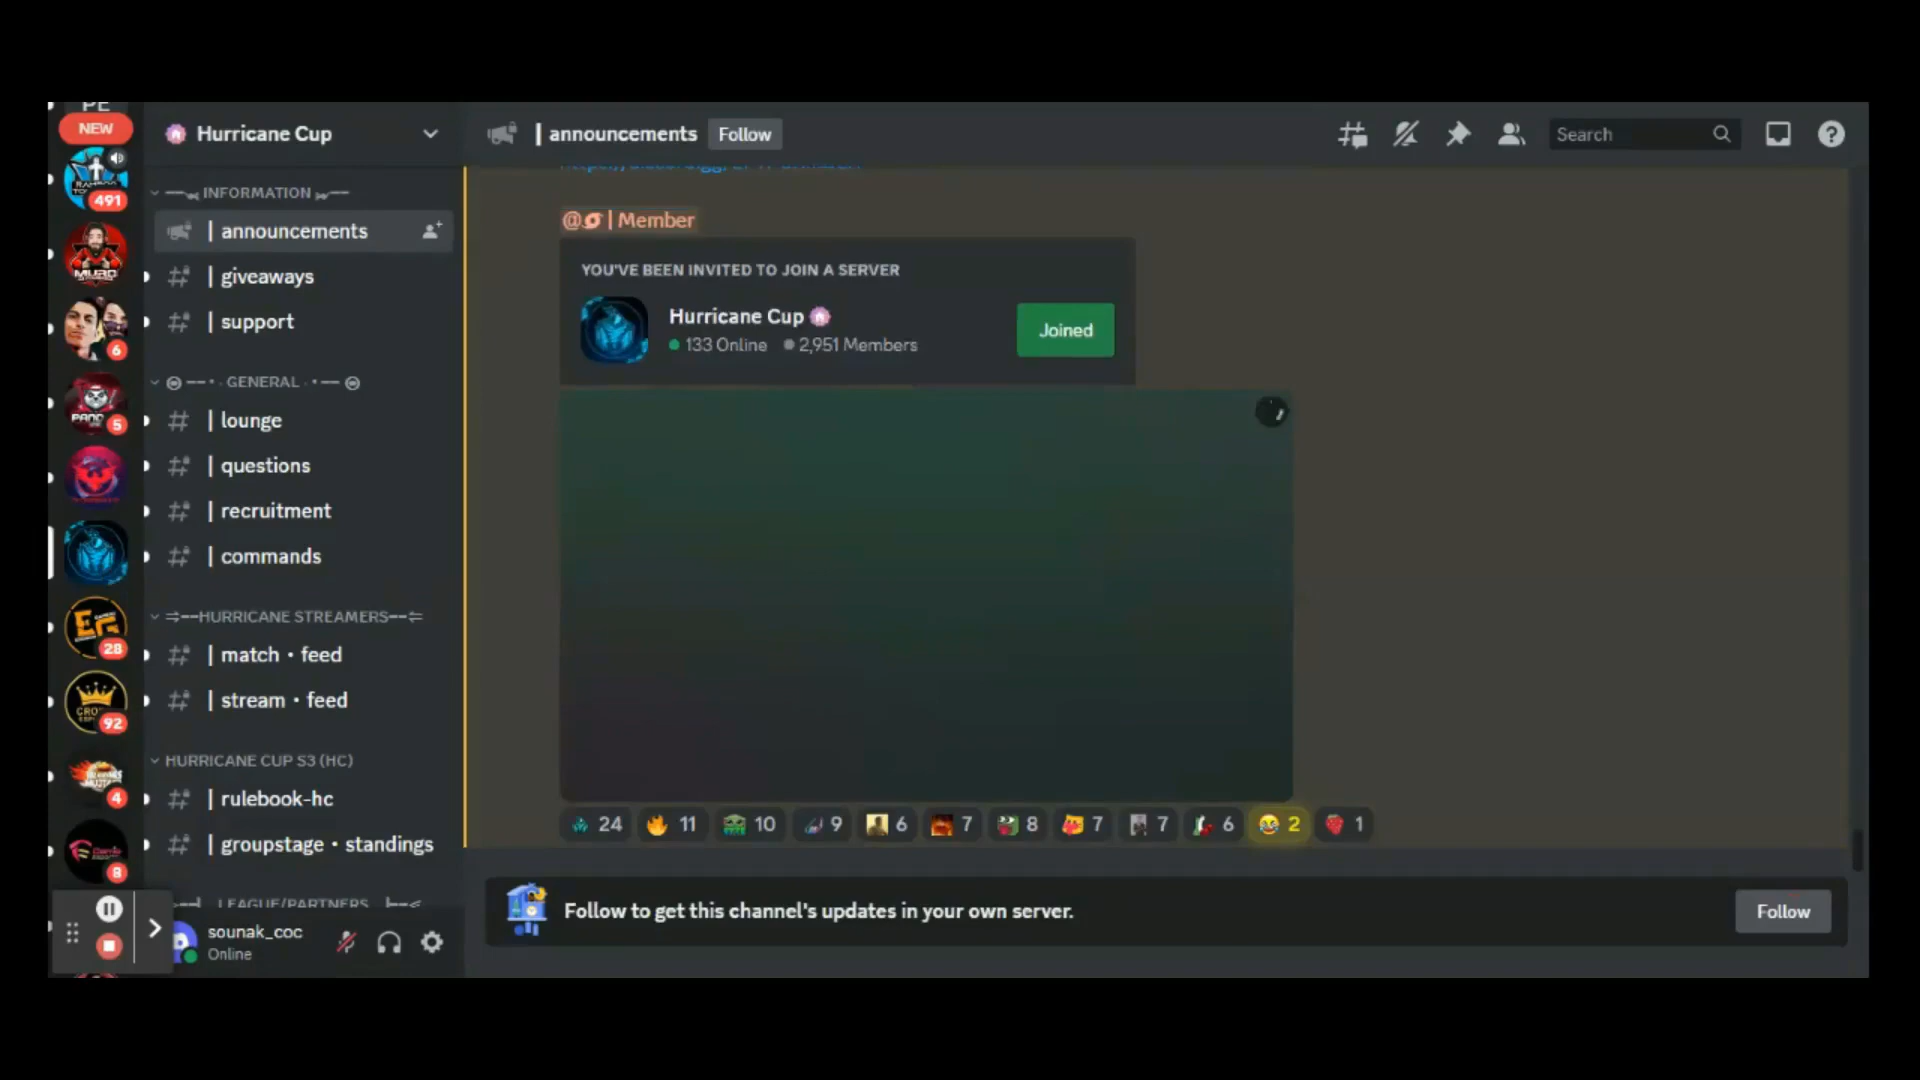 NEW
491
MURO
6
5
28
92
4
8
Hurricane Cup
INFORMATION
| announcements
| giveaways
| support
GENERAL
| lounge
| questions
| recruitment
| commands
HURRICANE STREAMERS
| match • feed
| stream • feed
HURRICANE CUP S3 (HC)
| rulebook-hc
| groupstage • standings
LEAGUE/PARTNERS
sounak_coc
Online
| announcements
Follow
Search
@ | Member
YOU'VE BEEN INVITED TO JOIN A SERVER
Hurricane Cup
133 Online 2,951 Members
Joined
24 11 10 9 6 7 8 7 7 6 2 1
Follow to get this channel's updates in your own server.
Follow